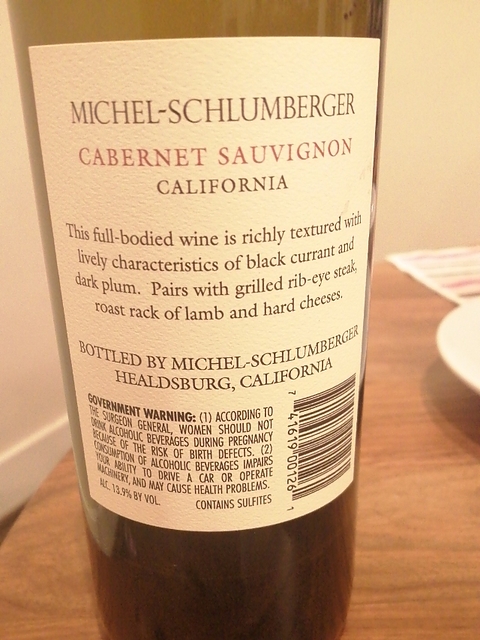 MICHEL-SCHLUMBERGER
CABERNET SAUVIGNON
CALIFORNIA
This full-bodied wine is richly textured with
lively characteristics of black currant and
dark plum. Pairs with grilled rib-eye steak,
roast rack of lamb and hard cheeses.
BOTTLED BY MICHEL-SCHLUMBERGER
HEALDSBURG, CALIFORNIA
GOVERNMENT WARNING: (1) ACCORDING TO
THE SURGEON GENERAL, WOMEN SHOULD NOT
DRINK ALCOHOLIC BEVERAGES DURING PREGNANCY
BECAUSE OF THE RISK OF BIRTH DEFECTS. (2)
CONSUMPTION OF ALCOHOLIC BEVERAGES IMPAIRS
YOUR ABILITY TO DRIVE A CAR OR OPERATE
MACHINERY, AND MAY CAUSE HEALTH PROBLEMS.
ALC. 13.9% BY VOL. CONTAINS SULFITES
7 41619 00126 1